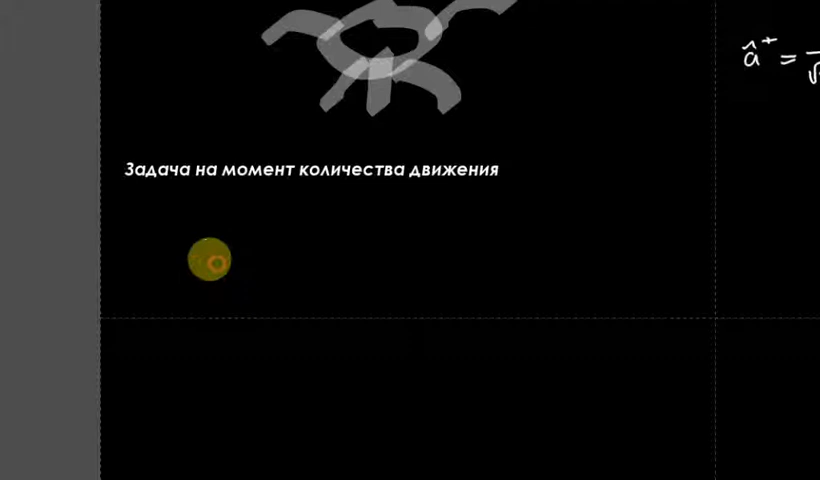 â⁺ =
Задача на момент количества движения